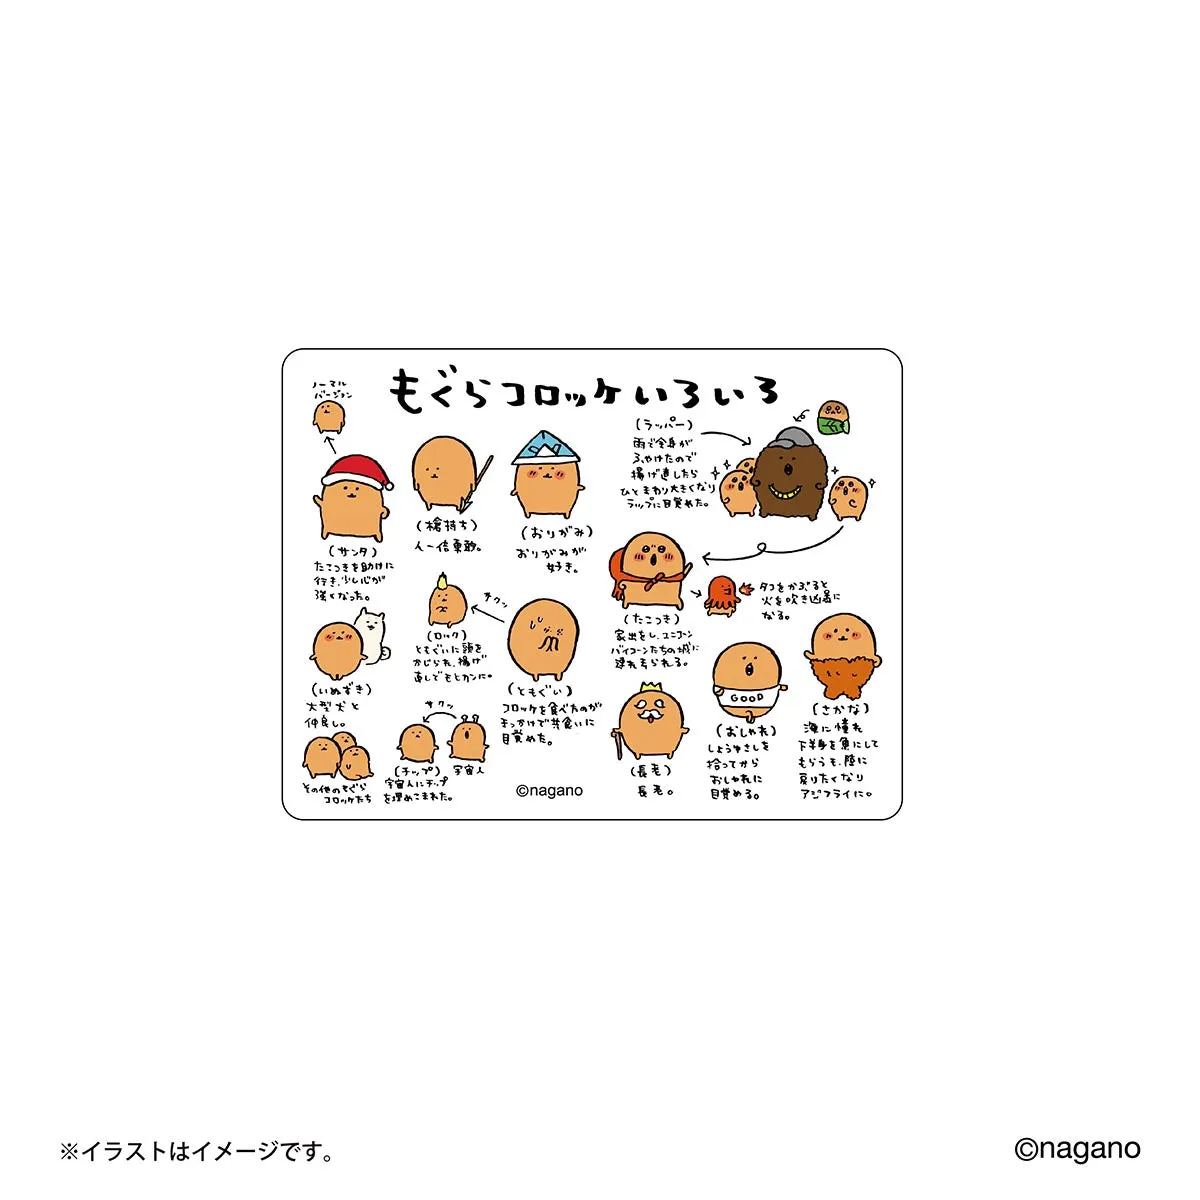 もぐらコロッケいろいろ
ノーマル
バージョン
(サンタ)
たこつきを助けに
行き、少し心が
強くなった。
(槍持ち)
人一倍勇敢。
(おりがみ)
おりがみが
好き。
(ラッパー)
雨で全身が
ふやけたので
揚げ直したら
ひとまわり大きくなり
ラップに目覚めた。
(たこつき)
家出をし、ユニコーン
バイコーンたちの城に
連れ去られる。
タコをかぶると
火を吹き凶暴に
なる。
(いぬずき)
大型犬と
仲良し。
(ロック)
ともぐいに頭を
かじられ、揚げ
直してもヒカンに。
サクッ
(ともぐい)
コロッケを食べたのが
きっかけで共食いに
目覚めた。
その他のもぐら
コロッケたち
サクッ
(チップ)
宇宙人
宇宙人にチップ
を埋めこまれた。
(長老)
長老。
GOOD
(おしゃれ)
しょうゆさしを
拾ってから
おしゃれに
目覚める。
(さかな)
海に憧れ
下半身を魚にして
もらうも、陸に
戻りたくなり
アジフライに。
©nagano
※イラストはイメージです。
©nagano